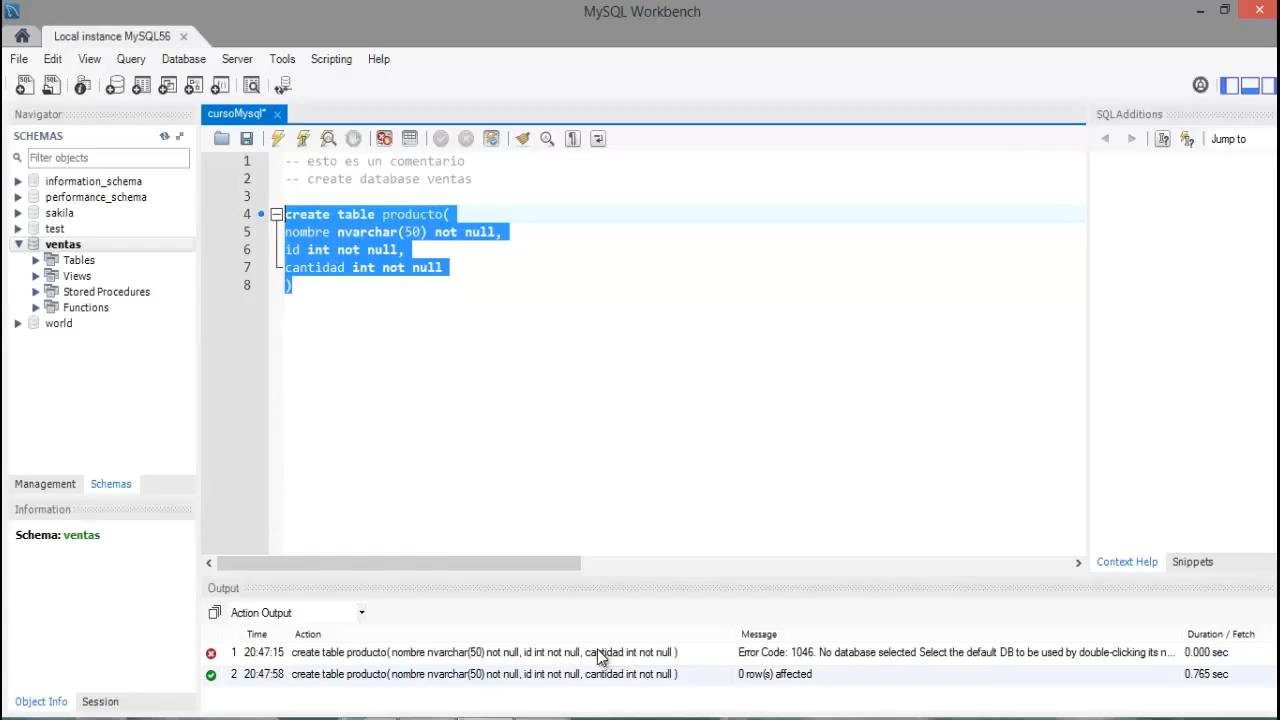 MySQL Workbench
Local instance MySQL56
File Edit View Query Database Server Tools Scripting Help
Navigator
SCHEMAS
Filter objects
information_schema
performance_schema
sakila
test
ventas
Tables
Views
Stored Procedures
Functions
world
Management Schemas
Information
Schema: ventas
Object Info Session
cursoMysql*
1 -- esto es un comentario
2 -- create database ventas
3
4 create table producto(
5 nombre nvarchar(50) not null,
6 id int not null,
7 cantidad int not null
8 )
SQLAdditions
Jump to
Context Help Snippets
Output
Action Output
Time Action Message Duration / Fetch
1 20:47:15 create table producto( nombre nvarchar(50) not null, id int not null, cantidad int not null ) Error Code: 1046. No database selected Select the default DB to be used by double-clicking its n... 0.000 sec
2 20:47:58 create table producto( nombre nvarchar(50) not null, id int not null, cantidad int not null ) 0 row(s) affected 0.765 sec